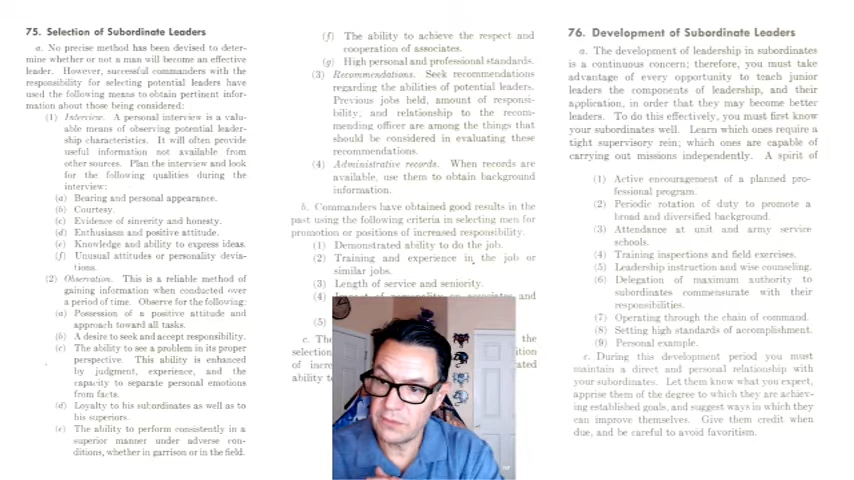 75. Selection of Subordinate Leaders
a. No precise method has been devised to deter-
mine whether or not a man will become an effective
leader. However, successful commanders with the
responsibility for selecting potential leaders have
used the following means to obtain pertinent infor-
mation about those being considered:
(1) Interview. A personal interview is a valu-
able means of observing potential leader-
ship characteristics. It will often provide
useful information not available from
other sources. Plan the interview and look
for the following qualities during the
interview:
(a) Bearing and personal appearance.
(b) Courtesy.
(c) Evidence of sincerity and honesty.
(d) Enthusiasm and positive attitude.
(e) Knowledge and ability to express ideas.
(f) Unusual attitudes or personality devia-
tions.
(2) Observation. This is a reliable method of
gaining information when conducted over
a period of time. Observe for the following:
(a) Possession of a positive attitude and
approach toward all tasks.
(b) A desire to seek and accept responsibility.
(c) The ability to see a problem in its proper
perspective. This ability is enhanced
by judgment, experience, and the
capacity to separate personal emotions
from facts.
(d) Loyalty to his subordinates as well as to
his superiors.
(e) The ability to perform consistently in a
superior manner under adverse con-
ditions, whether in garrison or in the field.
(f) The ability to achieve the respect and
cooperation of associates.
(g) High personal and professional standards.
(3) Recommendations. Seek recommendations
regarding the abilities of potential leaders.
Previous jobs held, amount of responsi-
bility, and relationship to the recom-
mending officer are among the things that
should be considered in evaluating these
recommendations.
(4) Administrative records. When records are
available, use them to obtain background
information.
b. Commanders have obtained good results in the
past using the following criteria in selecting men for
promotion or positions of increased responsibility.
(1) Demonstrated ability to do the job.
(2) Training and experience in the job or
similar jobs.
(3) Length of service and seniority.
(4) Impact of personality on associates and
(5)
c. The the
selection
of incre
ability t
76. Development of Subordinate Leaders
a. The development of leadership in subordinates
is a continuous concern; therefore, you must take
advantage of every opportunity to teach junior
leaders the components of leadership, and their
application, in order that they may become better
leaders. To do this effectively, you must first know
your subordinates well. Learn which ones require a
tight supervisory rein; which ones are capable of
carrying out missions independently. A spirit of
(1) Active encouragement of a planned pro-
fessional program.
(2) Periodic rotation of duty to promote a
broad and diversified background.
(3) Attendance at unit and army service
schools.
(4) Training inspections and field exercises.
(5) Leadership instruction and wise counseling.
(6) Delegation of maximum authority to
subordinates commensurate with their
responsibilities.
(7) Operating through the chain of command.
(8) Setting high standards of accomplishment.
(9) Personal example.
c. During this development period you must
maintain a direct and personal relationship with
your subordinates. Let them know what you expect,
apprise them of the degree to which they are achiev-
ing established goals, and suggest ways in which they
can improve themselves. Give them credit when
due, and be careful to avoid favoritism.